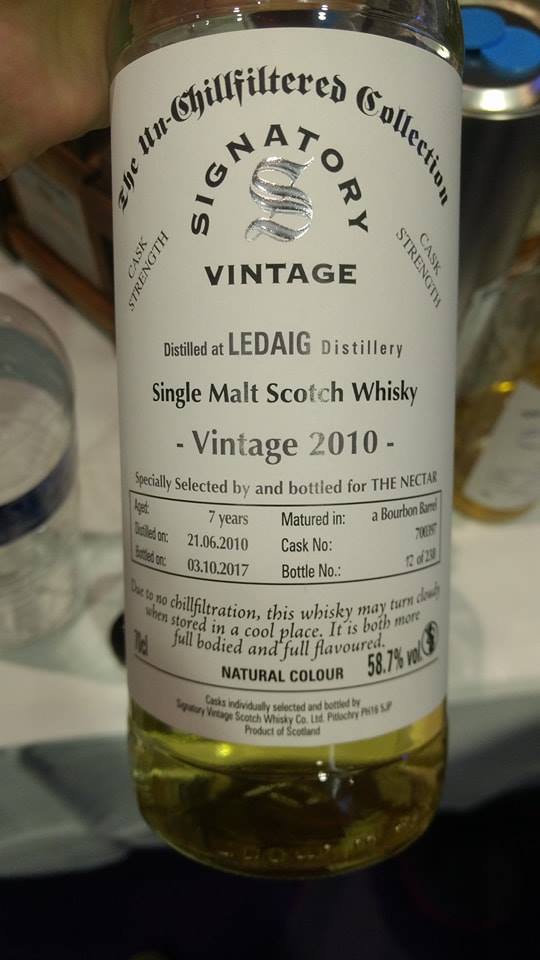 The Un-Chillfiltered Collection
SIGNATORY
S
VINTAGE
CASK STRENGTH
CASK STRENGTH
Distilled at LEDAIG Distillery
Single Malt Scotch Whisky
- Vintage 2010 -
Specially Selected by and bottled for THE NECTAR
Aged: 7 years Matured in: a Bourbon Barrel
Distilled on: 21.06.2010 Cask No: 700397
Bottled on: 03.10.2017 Bottle No.: 12 of 238
Due to no chillfiltration, this whisky may turn cloudy
when stored in a cool place. It is both more
full bodied and full flavoured.
70cl 58.7% vol
NATURAL COLOUR
Casks individually selected and bottled by
Signatory Vintage Scotch Whisky Co. Ltd. Pitlochry PH16 5JP
Product of Scotland